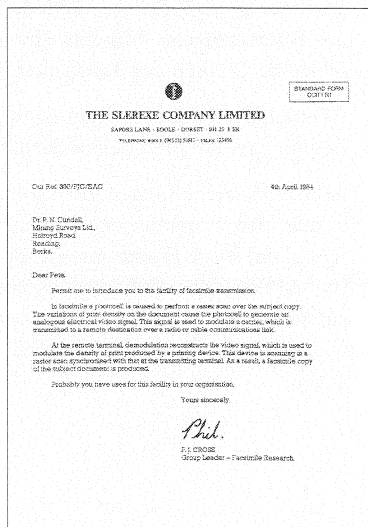 STANDARD FORM
THE SLEREXE COMPANY LIMITED
SAPORS LANE - BOOLE - DORSET - BH 25 8 ER
TELEPHONE BOOLE
Our Ref. 350/PJC/EAC
4th April, 1984
Dr. P. N. Cundall,
Mining Surveys Ltd.,
Holroyd Road,
Reading,
Berks.
Dear Pete,
Permit me to introduce you to the facility of facsimile transmission.
In facsimile a photocell is caused to perform a raster scan over the subject copy.
The variations of print density on the document cause the photocell to generate an
analogous electrical video signal. This signal is used to modulate a carrier, which is
transmitted to a remote destination over a radio or cable communications link.
At the remote terminal, demodulation reconstructs the video signal, which is used to
modulate the density of print produced by a printing device. This device is scanning in a
raster scan synchronised with that at the transmitting terminal. As a result, a facsimile copy
of the subject document is produced.
Probably you have uses for this facility in your organisation.
Yours sincerely,
Phil.
P. J. CROSS
Group Leader – Facsimile Research